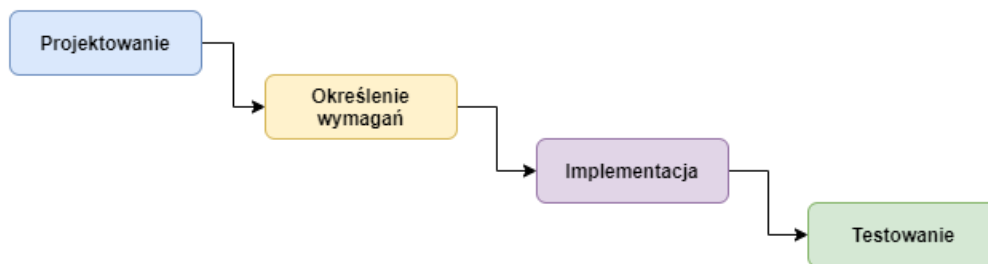 Projektowanie
Określenie
wymagań
Implementacja
Testowanie